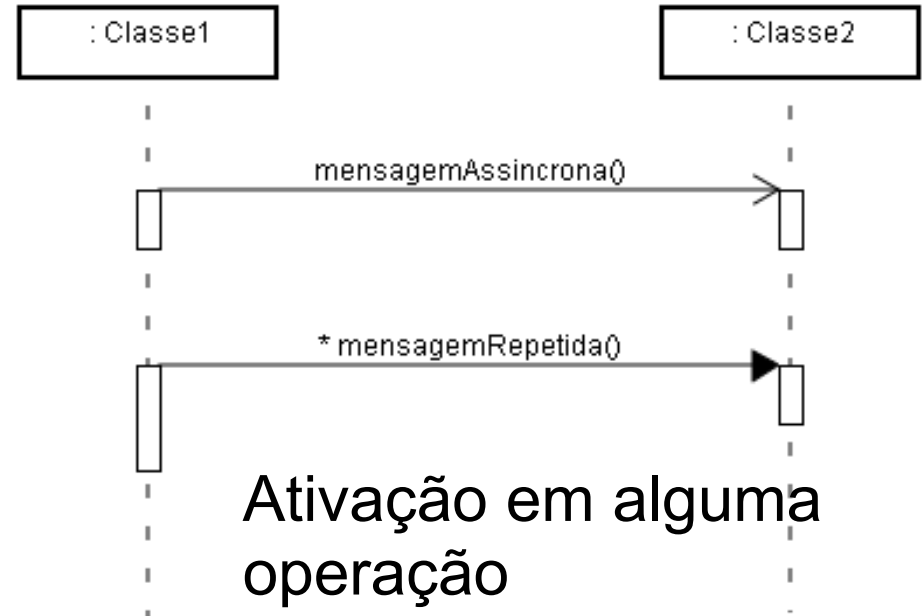 : Classe1
: Classe2
mensagemAssincrona()
* mensagemRepetida()
Ativação em alguma
operação